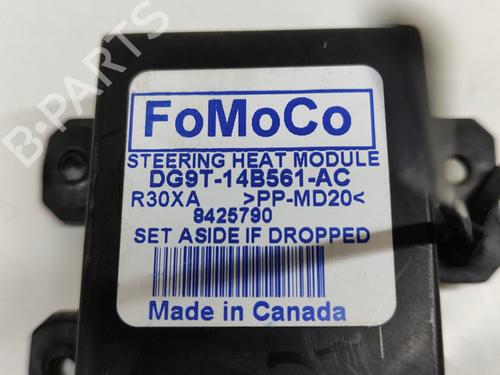 FoMoCo
STEERING HEAT MODULE
DG9T-14B561-AC
R30XA >PP-MD20<
8425790
SET ASIDE IF DROPPED
Made in Canada
B-PARTS